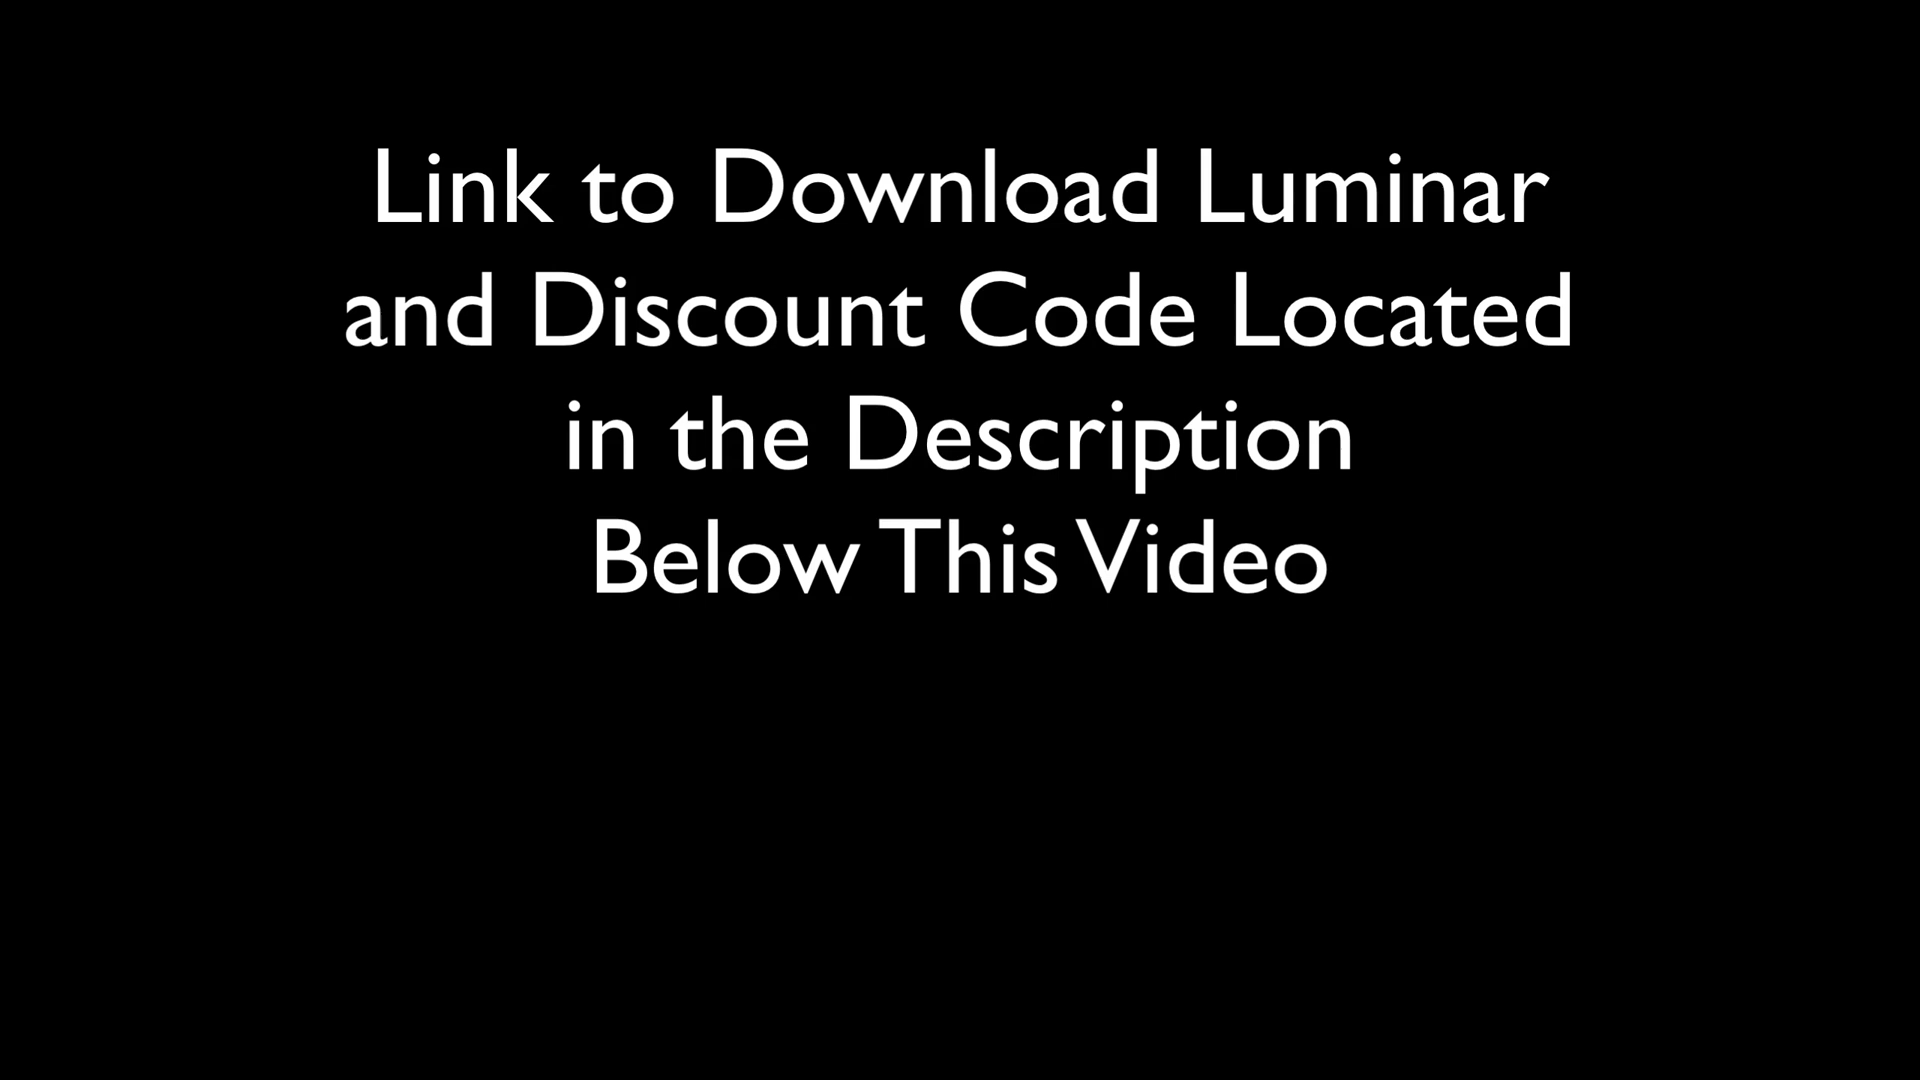 Link to Download Luminar
and Discount Code Located
in the Description
Below This Video